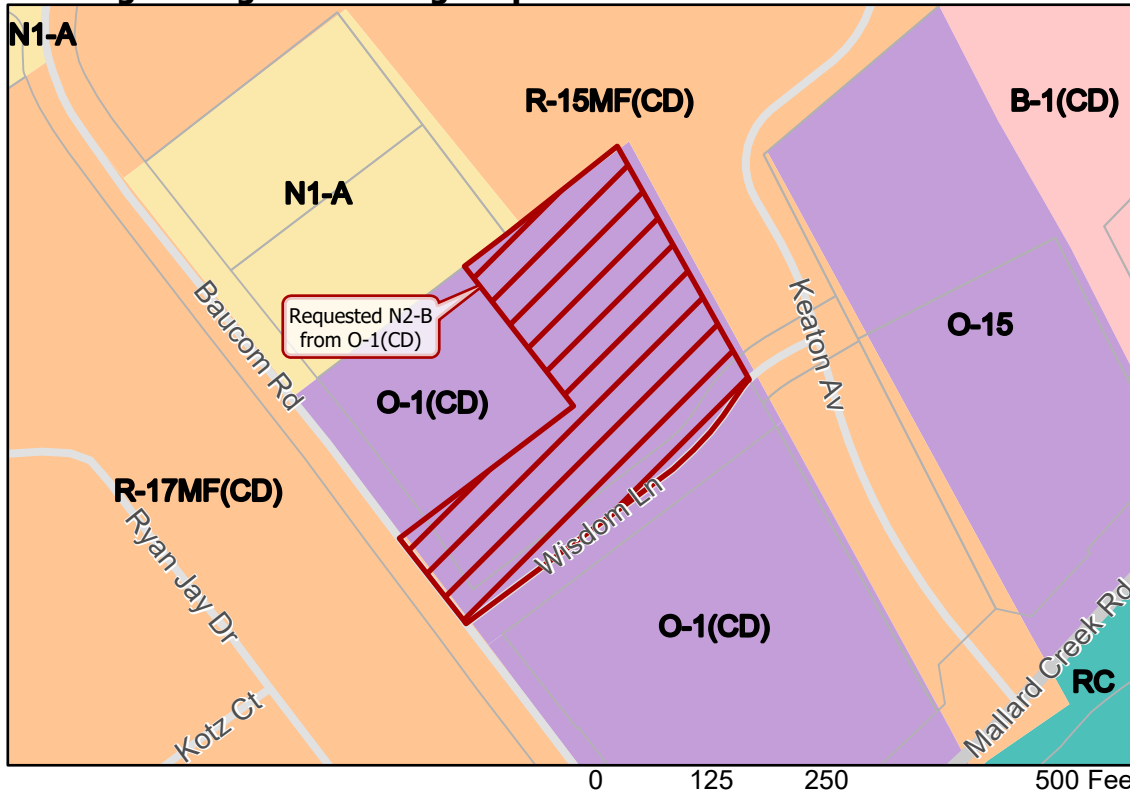 N1-A
R-15MF(CD)
B-1(CD)
N1-A
Baucom Rd
Requested N2-B
from O-1(CD)
Keaton Av
O-15
O-1(CD)
R-17MF(CD)
Ryan Jay Dr
Wisdom Ln
O-1(CD)
Mallard Creek Rd
RC
Kotz Ct
0 125 250 500 Fee